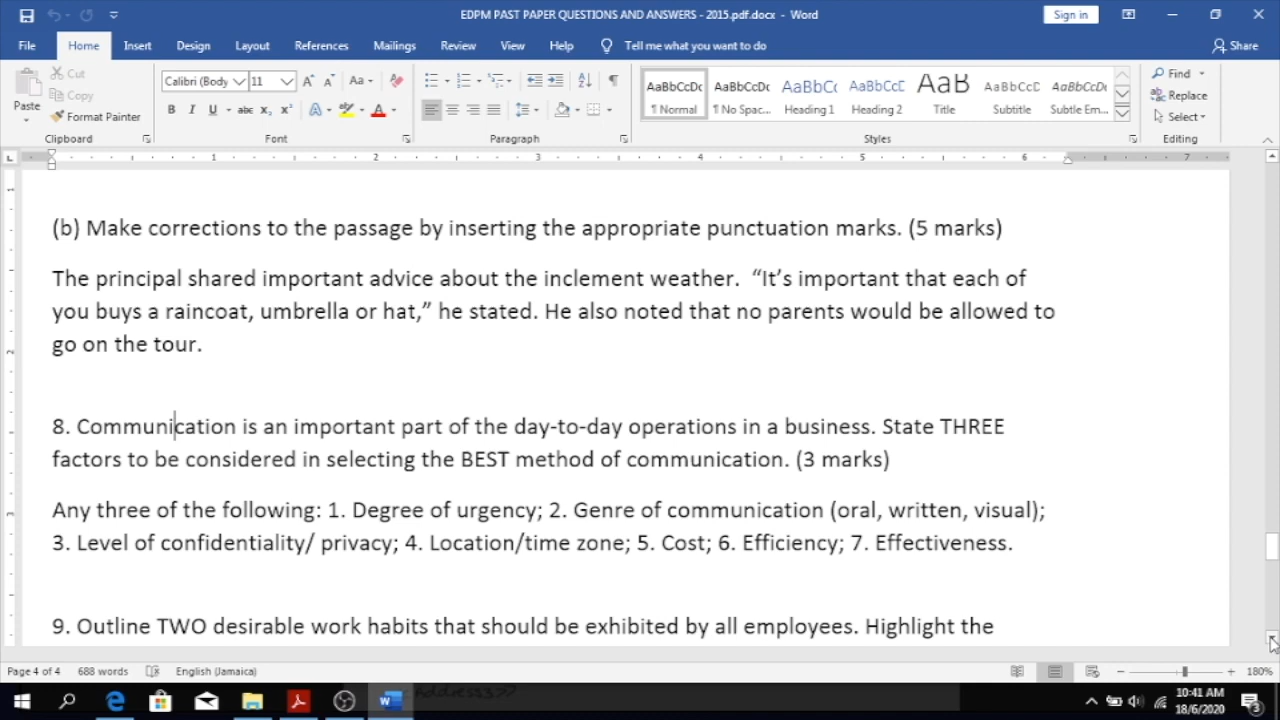 EDPM PAST PAPER QUESTIONS AND ANSWERS - 2015.pdf.docx - Word
Sign in
File Home Insert Design Layout References Mailings Review View Help Tell me what you want to do Share
Paste
Cut
Copy
Format Painter
Clipboard
Calibri (Body 11
Font
Paragraph
AaBbCcDc AaBbCcDc AaBbCc AaBbCcD AaB AaBbCcD AaBbCcDc
¶ Normal ¶ No Spac... Heading 1 Heading 2 Title Subtitle Subtle Em...
Styles
Find
Replace
Select
Editing
1 2 3 4 5 6 7
(b) Make corrections to the passage by inserting the appropriate punctuation marks. (5 marks)
The principal shared important advice about the inclement weather. “It’s important that each of
you buys a raincoat, umbrella or hat,” he stated. He also noted that no parents would be allowed to
go on the tour.
8. Communication is an important part of the day-to-day operations in a business. State THREE
factors to be considered in selecting the BEST method of communication. (3 marks)
Any three of the following: 1. Degree of urgency; 2. Genre of communication (oral, written, visual);
3. Level of confidentiality/ privacy; 4. Location/time zone; 5. Cost; 6. Efficiency; 7. Effectiveness.
9. Outline TWO desirable work habits that should be exhibited by all employees. Highlight the
Page 4 of 4 688 words English (Jamaica) 180%
10:41 AM
18/6/2020
3